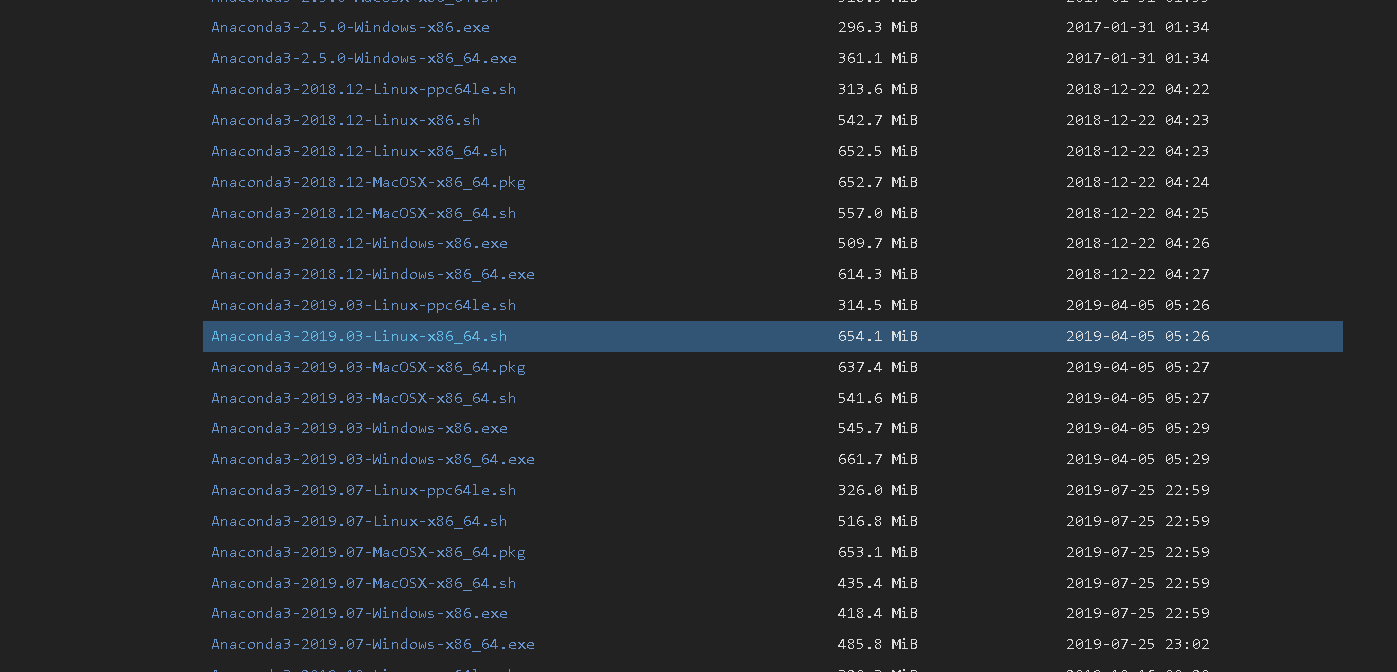 Anaconda3-2.5.0-Windows-x86.exe 296.3 MiB 2017-01-31 01:34
Anaconda3-2.5.0-Windows-x86_64.exe 361.1 MiB 2017-01-31 01:34
Anaconda3-2018.12-Linux-ppc64le.sh 313.6 MiB 2018-12-22 04:22
Anaconda3-2018.12-Linux-x86.sh 542.7 MiB 2018-12-22 04:23
Anaconda3-2018.12-Linux-x86_64.sh 652.5 MiB 2018-12-22 04:23
Anaconda3-2018.12-MacOSX-x86_64.pkg 652.7 MiB 2018-12-22 04:24
Anaconda3-2018.12-MacOSX-x86_64.sh 557.0 MiB 2018-12-22 04:25
Anaconda3-2018.12-Windows-x86.exe 509.7 MiB 2018-12-22 04:26
Anaconda3-2018.12-Windows-x86_64.exe 614.3 MiB 2018-12-22 04:27
Anaconda3-2019.03-Linux-ppc64le.sh 314.5 MiB 2019-04-05 05:26
Anaconda3-2019.03-Linux-x86_64.sh 654.1 MiB 2019-04-05 05:26
Anaconda3-2019.03-MacOSX-x86_64.pkg 637.4 MiB 2019-04-05 05:27
Anaconda3-2019.03-MacOSX-x86_64.sh 541.6 MiB 2019-04-05 05:27
Anaconda3-2019.03-Windows-x86.exe 545.7 MiB 2019-04-05 05:29
Anaconda3-2019.03-Windows-x86_64.exe 661.7 MiB 2019-04-05 05:29
Anaconda3-2019.07-Linux-ppc64le.sh 326.0 MiB 2019-07-25 22:59
Anaconda3-2019.07-Linux-x86_64.sh 516.8 MiB 2019-07-25 22:59
Anaconda3-2019.07-MacOSX-x86_64.pkg 653.1 MiB 2019-07-25 22:59
Anaconda3-2019.07-MacOSX-x86_64.sh 435.4 MiB 2019-07-25 22:59
Anaconda3-2019.07-Windows-x86.exe 418.4 MiB 2019-07-25 22:59
Anaconda3-2019.07-Windows-x86_64.exe 485.8 MiB 2019-07-25 23:02